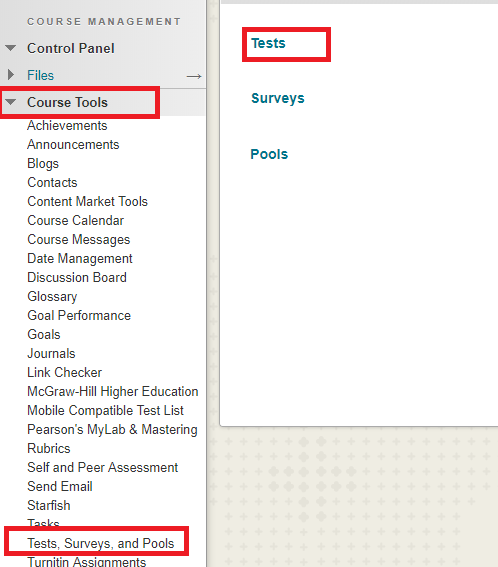 COURSE MANAGEMENT
Control Panel
Files
Course Tools
Achievements
Announcements
Blogs
Contacts
Content Market Tools
Course Calendar
Course Messages
Date Management
Discussion Board
Glossary
Goal Performance
Goals
Journals
Link Checker
McGraw-Hill Higher Education
Mobile Compatible Test List
Pearson's MyLab & Mastering
Rubrics
Self and Peer Assessment
Send Email
Starfish
Tasks
Tests, Surveys, and Pools
Turnitin Assignments
Tests
Surveys
Pools